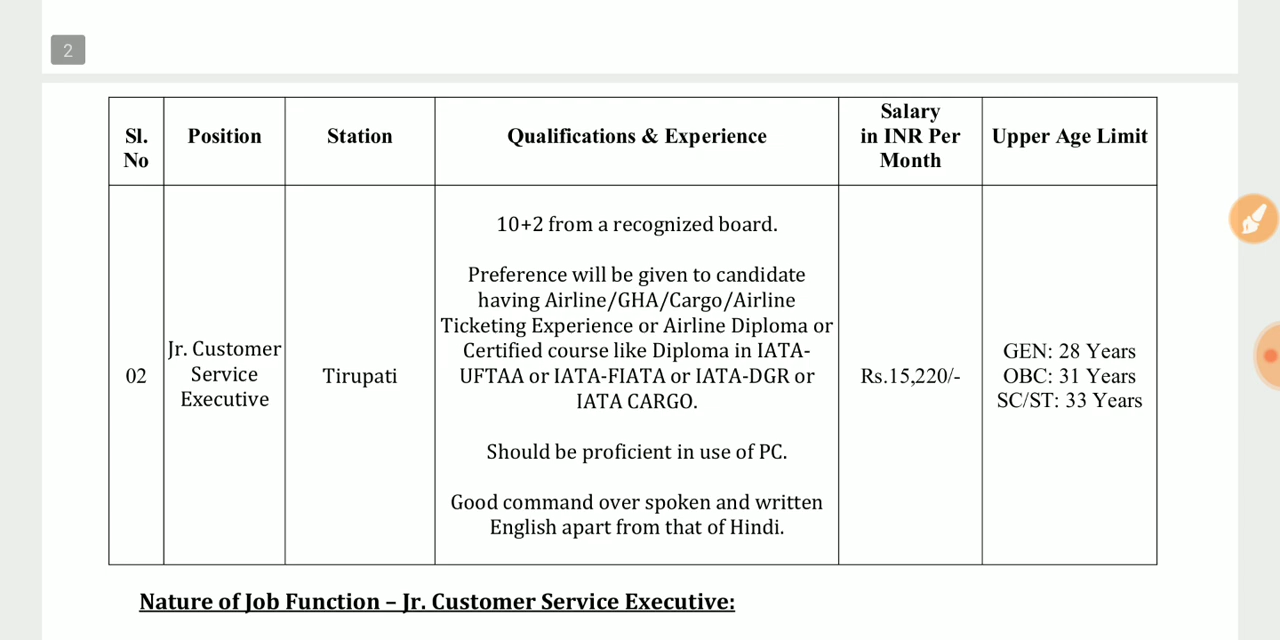 2
Sl.
No
Position
Station
Qualifications & Experience
Salary
in INR Per
Month
Upper Age Limit
02
Jr. Customer
Service
Executive
Tirupati
10+2 from a recognized board.
Preference will be given to candidate
having Airline/GHA/Cargo/Airline
Ticketing Experience or Airline Diploma or
Certified course like Diploma in IATA-
UFTAA or IATA-FIATA or IATA-DGR or
IATA CARGO.
Should be proficient in use of PC.
Good command over spoken and written
English apart from that of Hindi.
Rs.15,220/-
GEN: 28 Years
OBC: 31 Years
SC/ST: 33 Years
Nature of Job Function – Jr. Customer Service Executive: